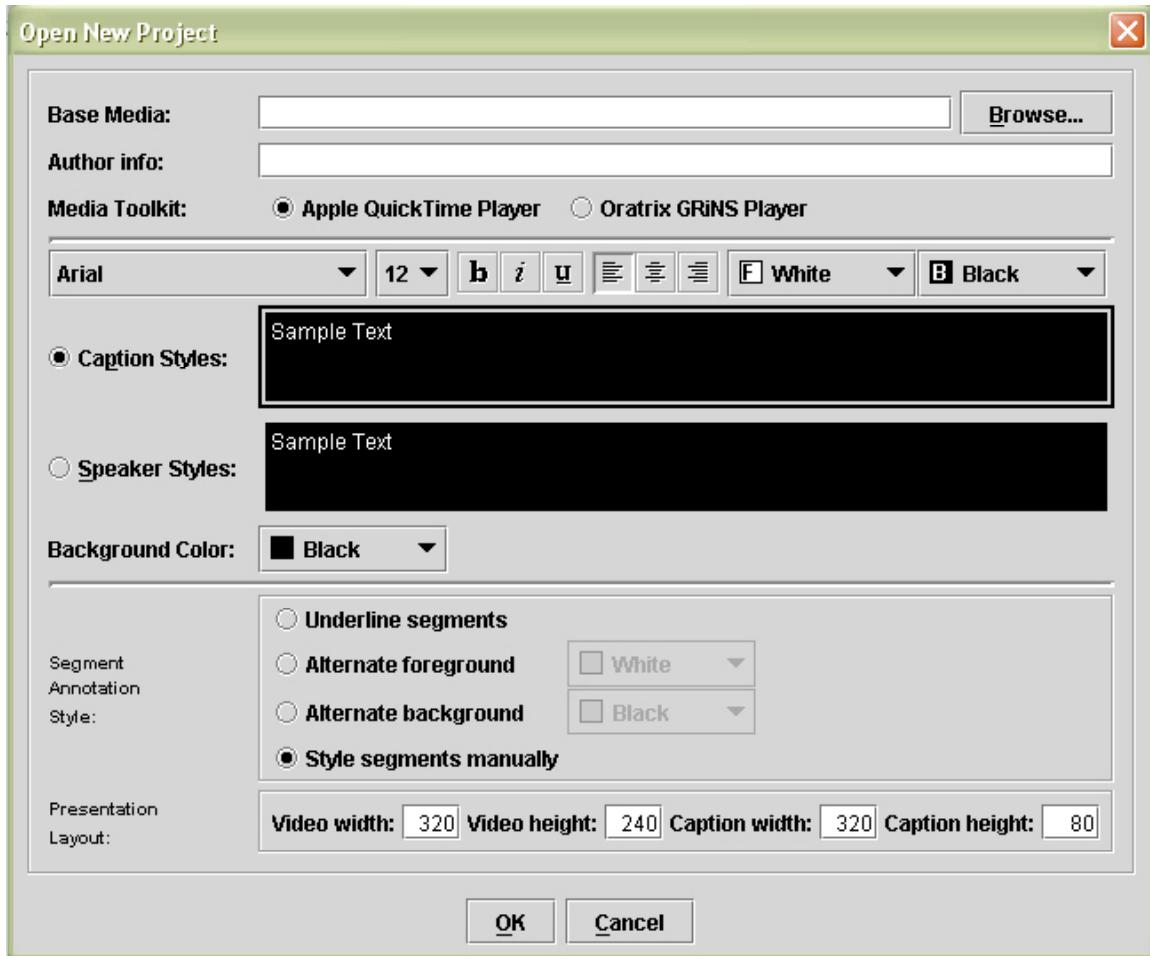 Open New Project
Base Media: Browse...
Author info:
Media Toolkit: Apple QuickTime Player Oratrix GRiNS Player
Arial 12 b i u F White B Black
Sample Text
Caption Styles:
Sample Text
Speaker Styles:
Background Color: Black
Underline segments
Segment Annotation Style:
Alternate foreground White
Alternate background Black
Style segments manually
Presentation Layout:
Video width: 320 Video height: 240 Caption width: 320 Caption height: 80
OK Cancel